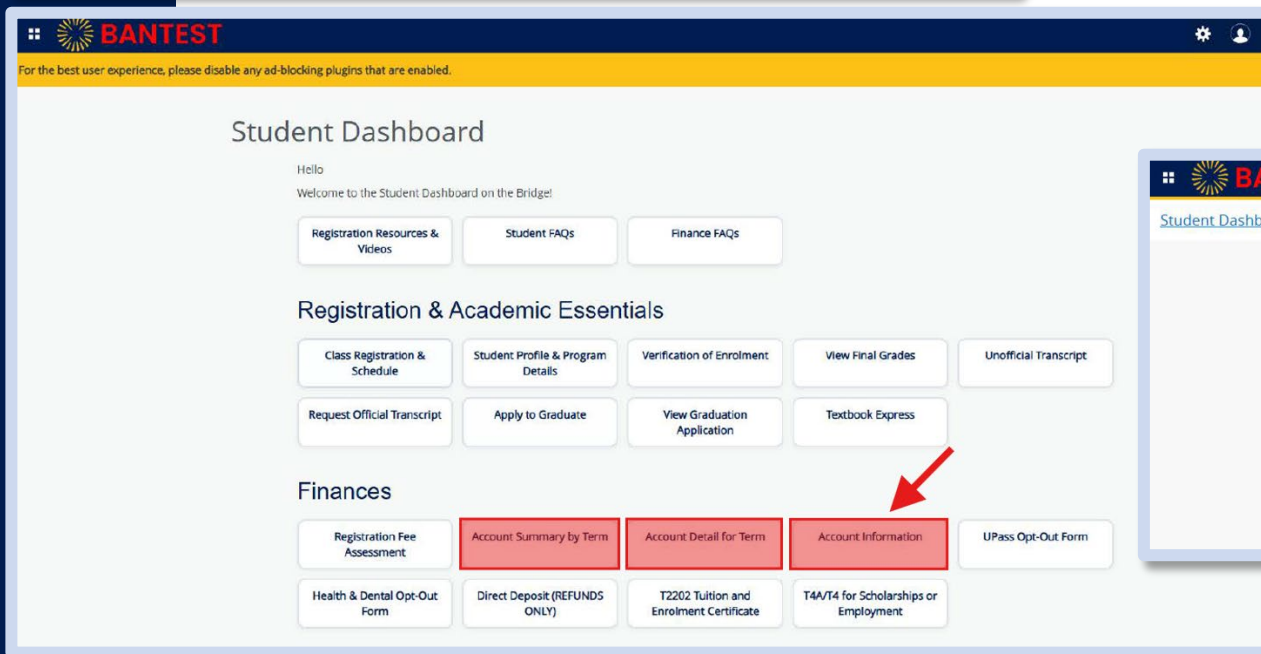 BANTEST
For the best user experience, please disable any ad-blocking plugins that are enabled.
Student Dashboard
Hello
Welcome to the Student Dashboard on the Bridge!
Registration Resources &
Videos
Student FAQs
Finance FAQs
Registration & Academic Essentials
Class Registration &
Schedule
Student Profile & Program
Details
Verification of Enrolment
View Final Grades
Unofficial Transcript
Request Official Transcript
Apply to Graduate
View Graduation
Application
Textbook Express
Finances
Registration Fee
Assessment
Account Summary by Term
Account Detail for Term
Account Information
UPass Opt-Out Form
Health & Dental Opt-Out
Form
Direct Deposit (REFUNDS
ONLY)
T2202 Tuition and
Enrolment Certificate
T4A/T4 for Scholarships or
Employment
Student